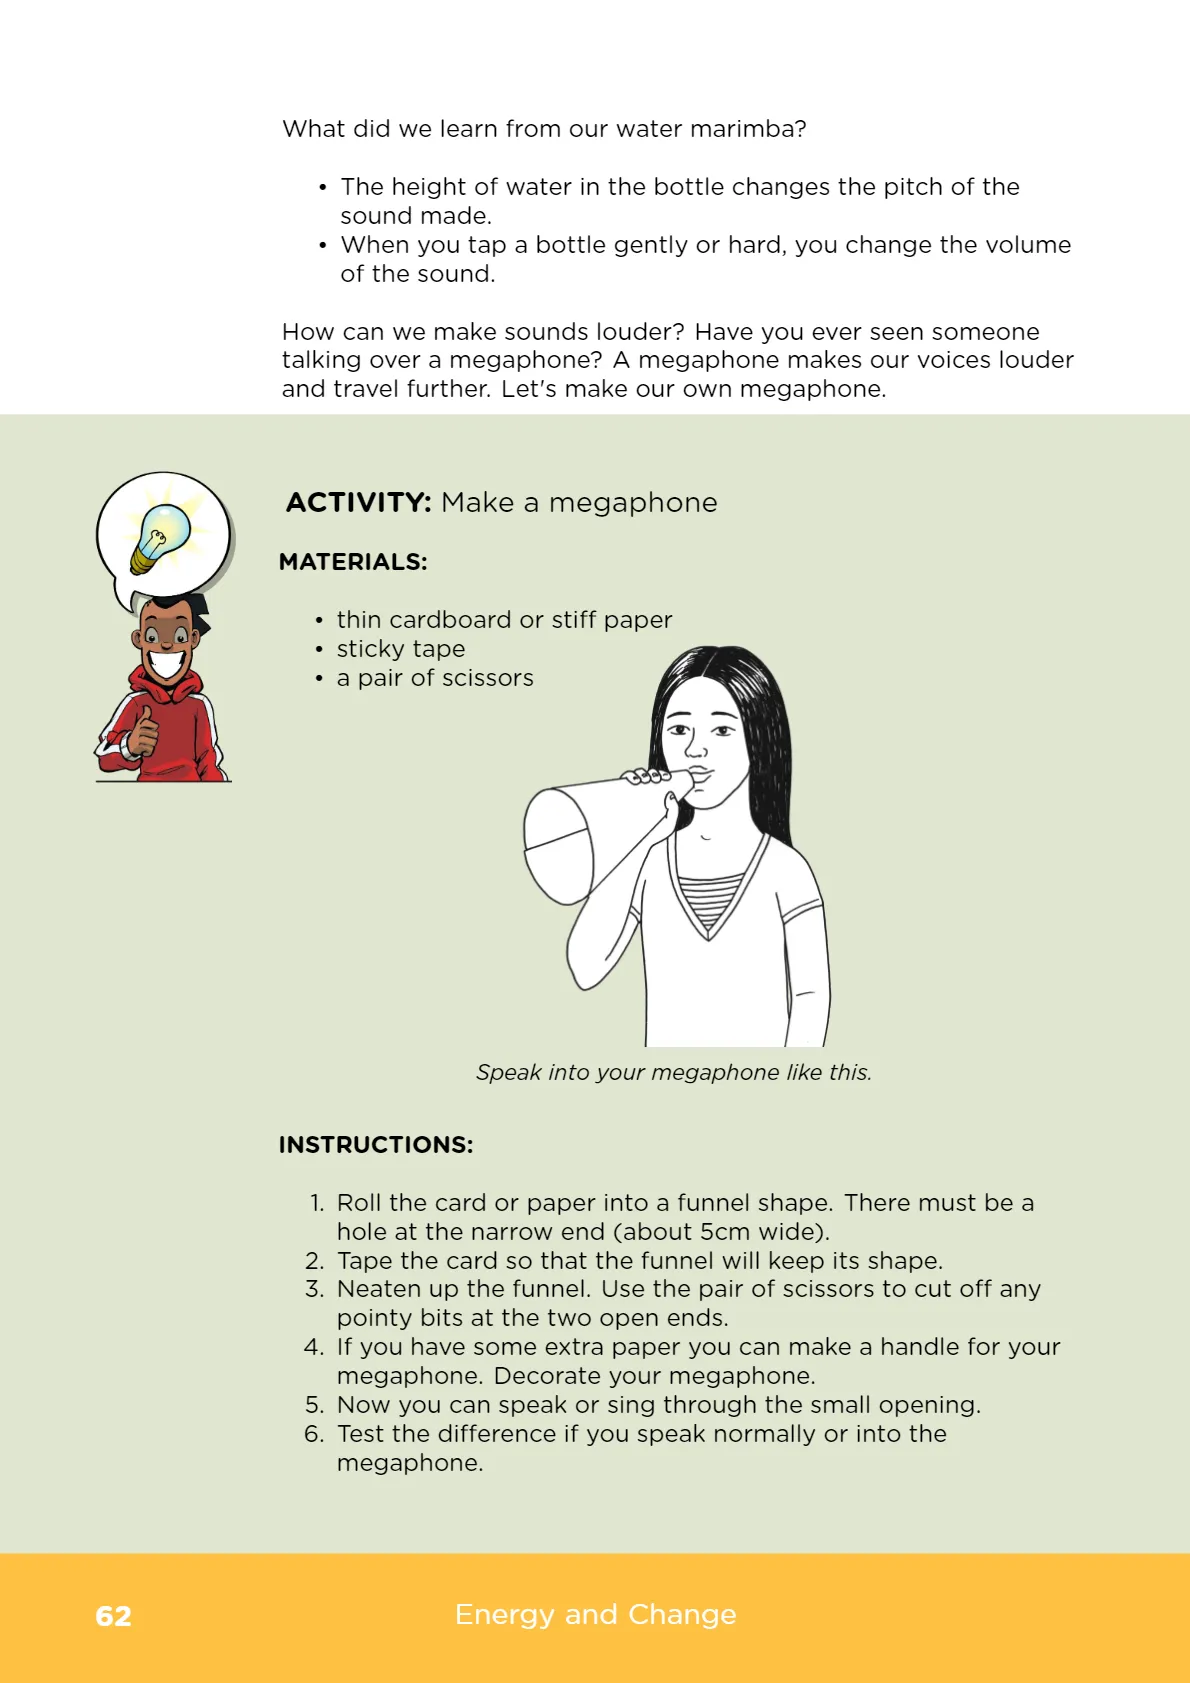 What did we learn from our water marimba?
• The height of water in the bottle changes the pitch of the
sound made.
• When you tap a bottle gently or hard, you change the volume
of the sound.
How can we make sounds louder? Have you ever seen someone
talking over a megaphone? A megaphone makes our voices louder
and travel further. Let's make our own megaphone.
ACTIVITY: Make a megaphone
MATERIALS:
• thin cardboard or stiff paper
• sticky tape
• a pair of scissors
Speak into your megaphone like this.
INSTRUCTIONS:
1. Roll the card or paper into a funnel shape. There must be a
hole at the narrow end (about 5cm wide).
2. Tape the card so that the funnel will keep its shape.
3. Neaten up the funnel. Use the pair of scissors to cut off any
pointy bits at the two open ends.
4. If you have some extra paper you can make a handle for your
megaphone. Decorate your megaphone.
5. Now you can speak or sing through the small opening.
6. Test the difference if you speak normally or into the
megaphone.
62 Energy and Change